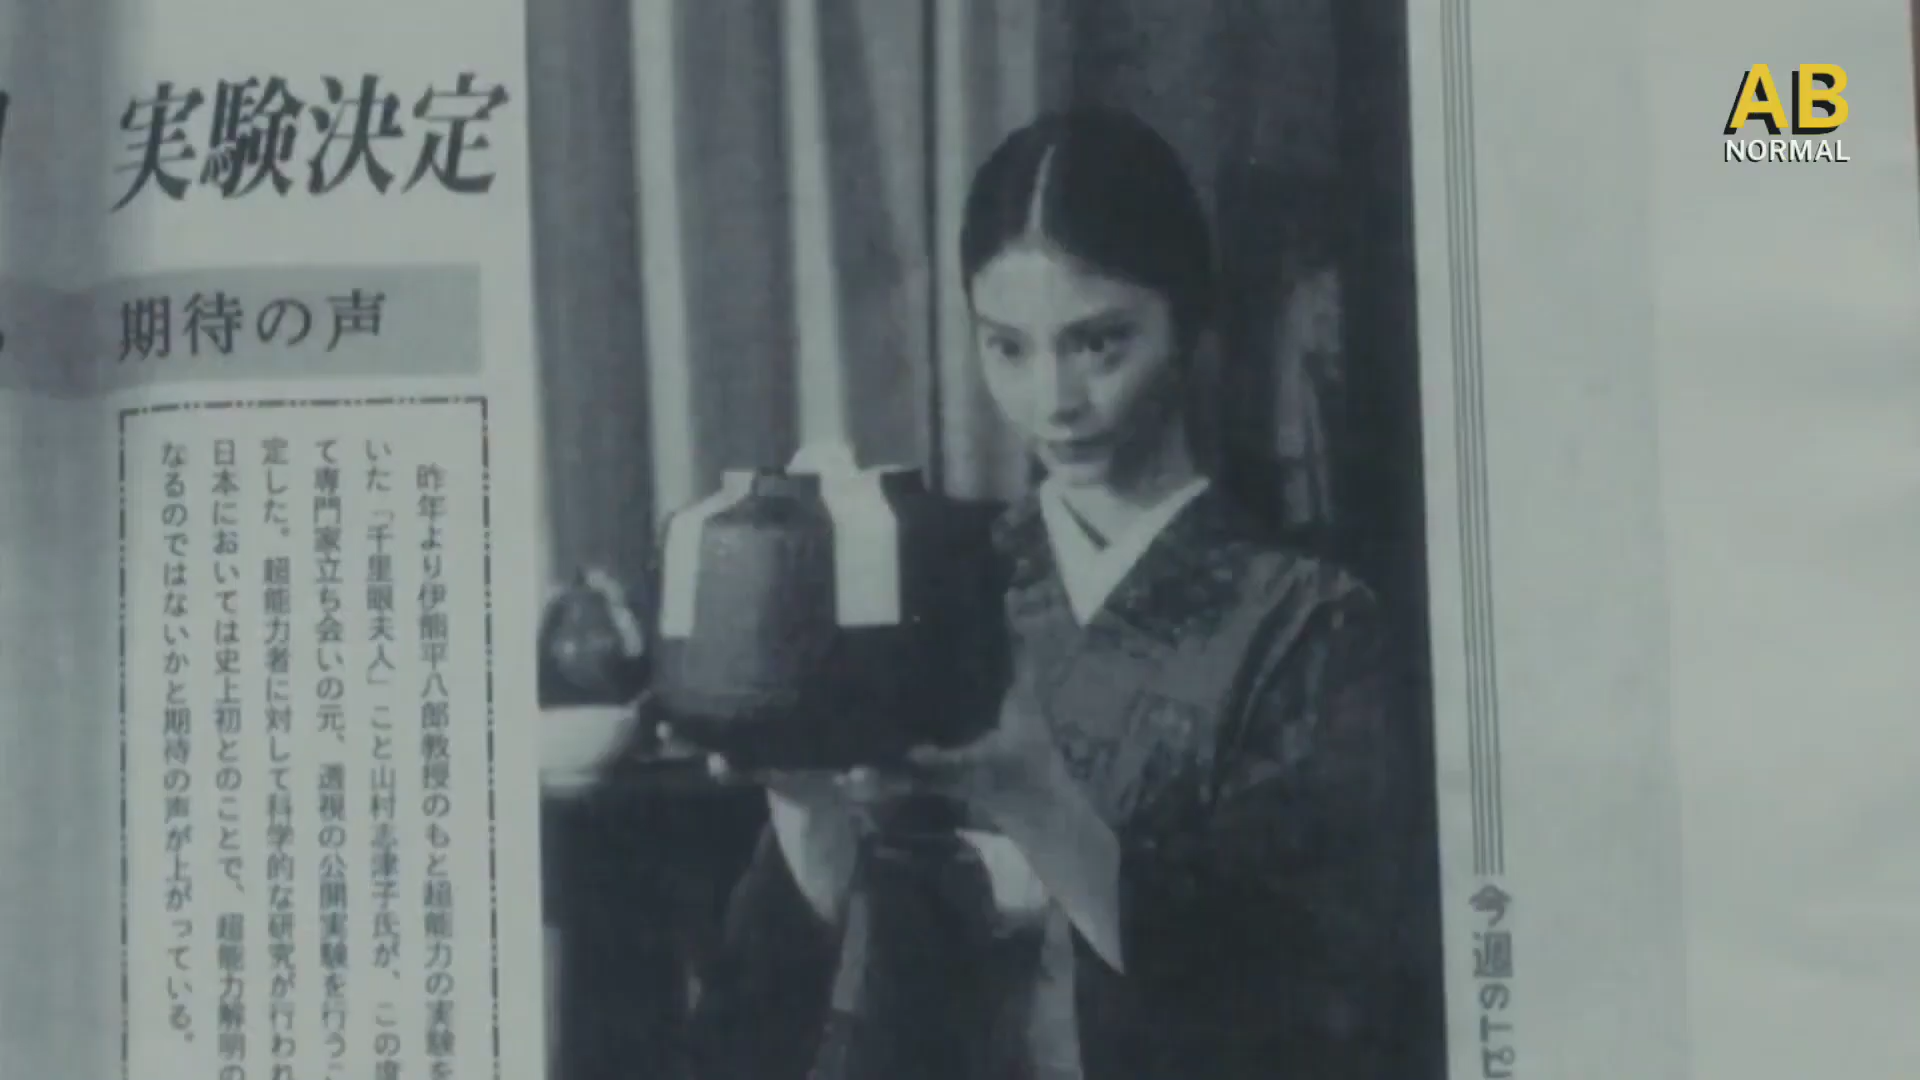 実験決定
期待の声
昨年より伊熊平八郎教授のもと超能力の実験を
いた「千里眼夫人」こと山村志津子氏が、この度
て専門家立ち会いの元、透視の公開実験を行うこ
定した。超能力者に対して科学的な研究が行われ
日本においては史上初とのことで、超能力解明の
なるのではないかと期待の声が上がっている。
今週のトピ
AB
NORMAL